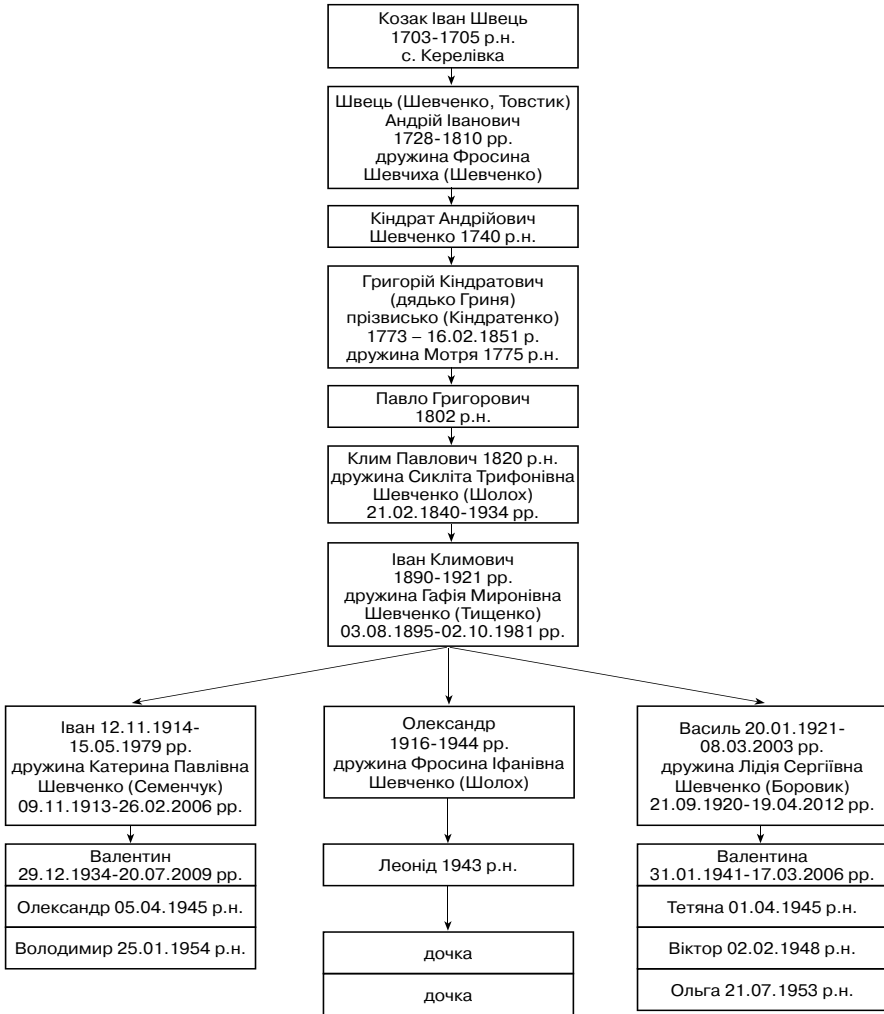 Козак Іван Швець
1703-1705 р.н.
с. Керелівка
Швець (Шевченко, Товстик)
Андрій Іванович
1728-1810 рр.
дружина Фросина
Шевчиха (Шевченко)
Кіндрат Андрійович
Шевченко 1740 р.н.
Григорій Кіндратович
(дядько Гриня)
прізвисько (Кіндратенко)
1773 – 16.02.1851 р.
дружина Мотря 1775 р.н.
Павло Григорович
1802 р.н.
Клим Павлович 1820 р.н.
дружина Сикліта Трифонівна
Шевченко (Шолох)
21.02.1840-1934 рр.
Іван Климович
1890-1921 рр.
дружина Гафія Миронівна
Шевченко (Тищенко)
03.08.1895-02.10.1981 рр.
Іван 12.11.1914-
15.05.1979 рр.
дружина Катерина Павлівна
Шевченко (Семенчук)
09.11.1913-26.02.2006 рр.
Валентин
29.12.1934-20.07.2009 рр.
Олександр 05.04.1945 р.н.
Володимир 25.01.1954 р.н.
Олександр
1916-1944 рр.
дружина Фросина Іфанівна
Шевченко (Шолох)
Леонід 1943 р.н.
дочка
дочка
Василь 20.01.1921-
08.03.2003 рр.
дружина Лідія Сергіївна
Шевченко (Боровик)
21.09.1920-19.04.2012 рр.
Валентина
31.01.1941-17.03.2006 рр.
Тетяна 01.04.1945 р.н.
Віктор 02.02.1948 р.н.
Ольга 21.07.1953 р.н.